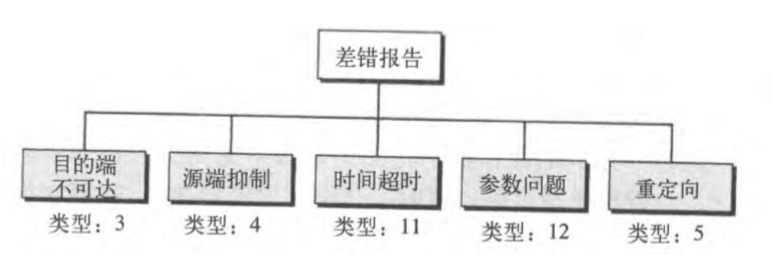 差错报告
目的端
不可达
源端抑制
时间超时
参数问题
重定向
类型：3
类型：4
类型：11
类型：12
类型：5